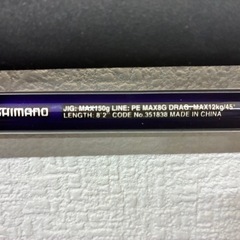 SHIMANO
JIG: MAX150g LINE: PE MAX8G DRAG: MAX12kg/45°
LENGTH: 8'2" CODE No.351838 MADE IN CHINA